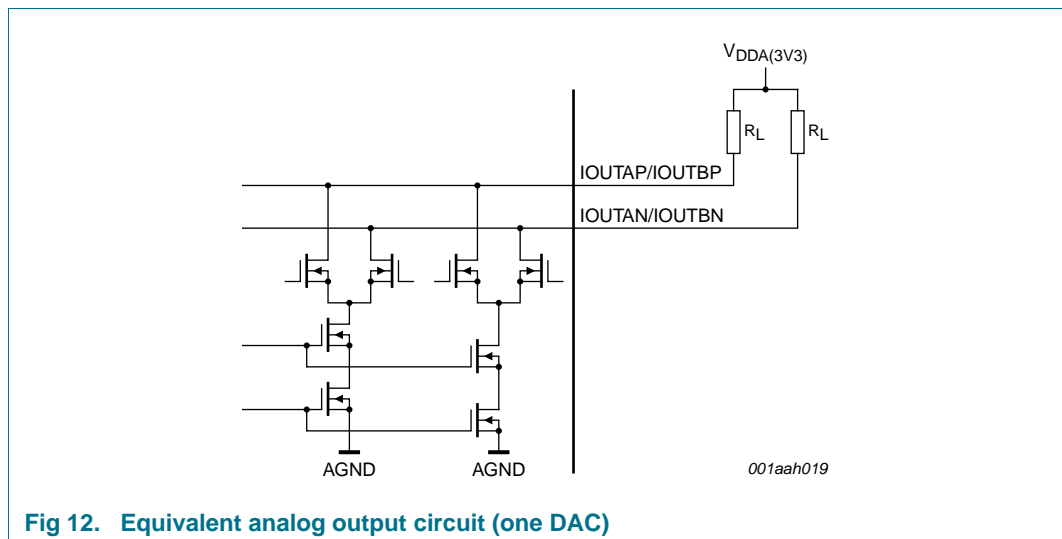 VDDA(3V3)
RL RL
IOUTAP/IOUTBP
IOUTAN/IOUTBN
AGND AGND
001aah019
Fig 12. Equivalent analog output circuit (one DAC)